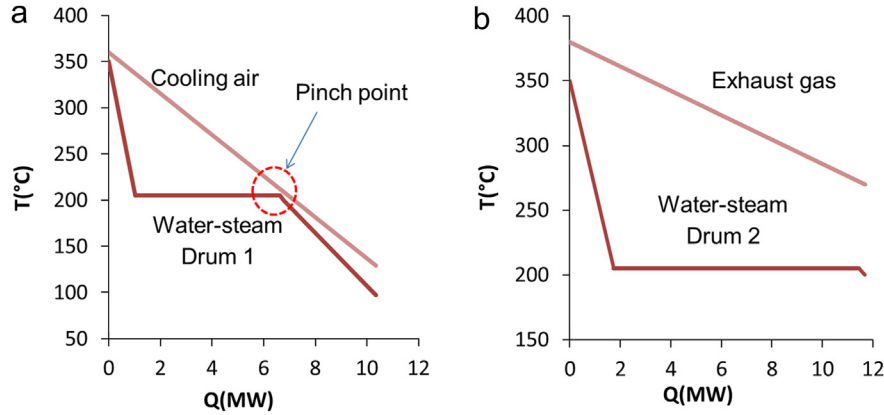 a
400
350
300
250
200
150
100
50
T(°C)
0
2
4
6
8
10
12
Q(MW)
Cooling air
Pinch point
Water-steam
Drum 1
b
400
350
300
250
200
150
T(°C)
0
2
4
6
8
10
12
Q(MW)
Exhaust gas
Water-steam
Drum 2